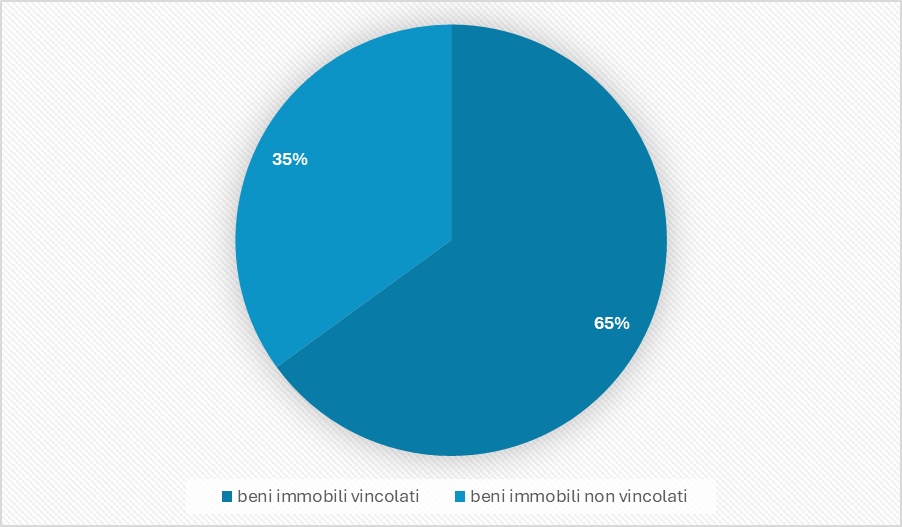 35%
65%
beni immobili vincolati
beni immobili non vincolati